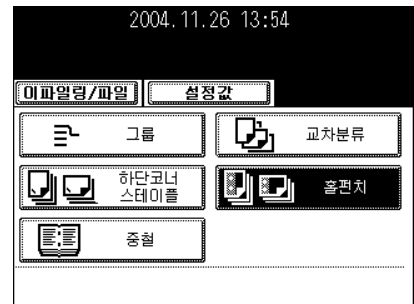 2004.11.26 13:54
이파일링/파일 설정값
그룹 교차분류
하단코너
스테이플
홀펀치
중철